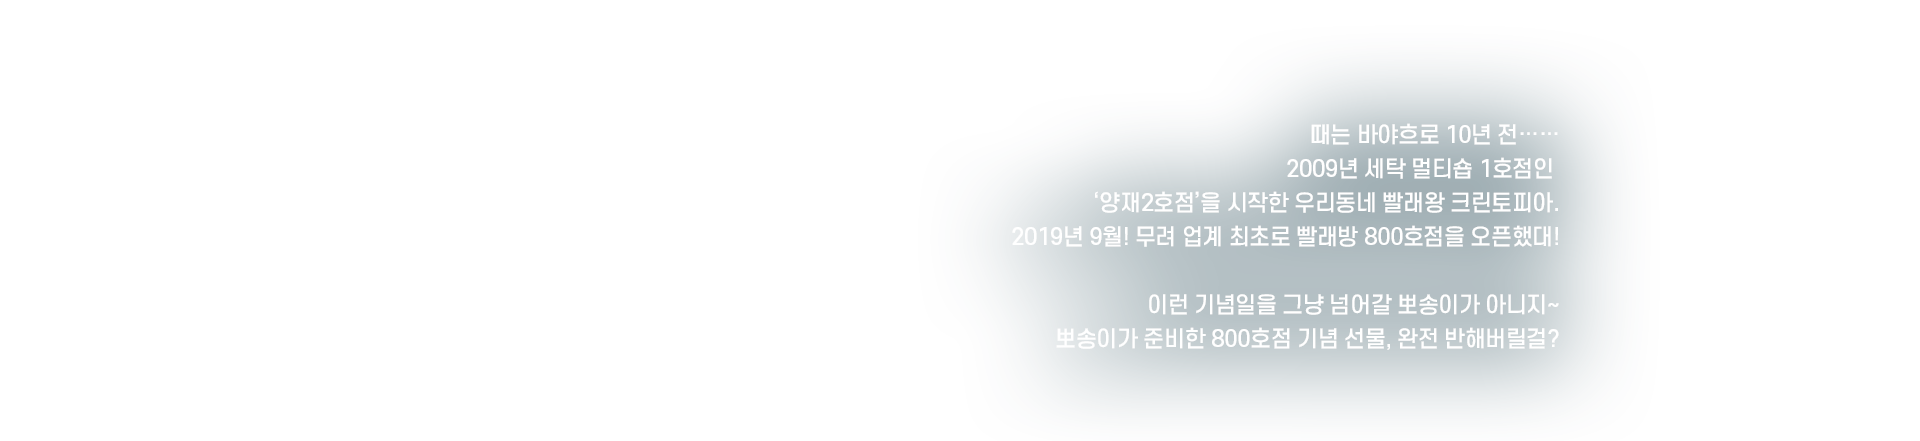 때는 바야흐로 10년 전……
2009년 세탁 멀티숍 1호점인
‘양재2호점’을 시작한 우리동네 빨래왕 크린토피아.
2019년 9월! 무려 업계 최초로 빨래방 800호점을 오픈했대!
이런 기념일을 그냥 넘어갈 뽀송이가 아니지~
뽀송이가 준비한 800호점 기념 선물, 완전 반해버릴걸?